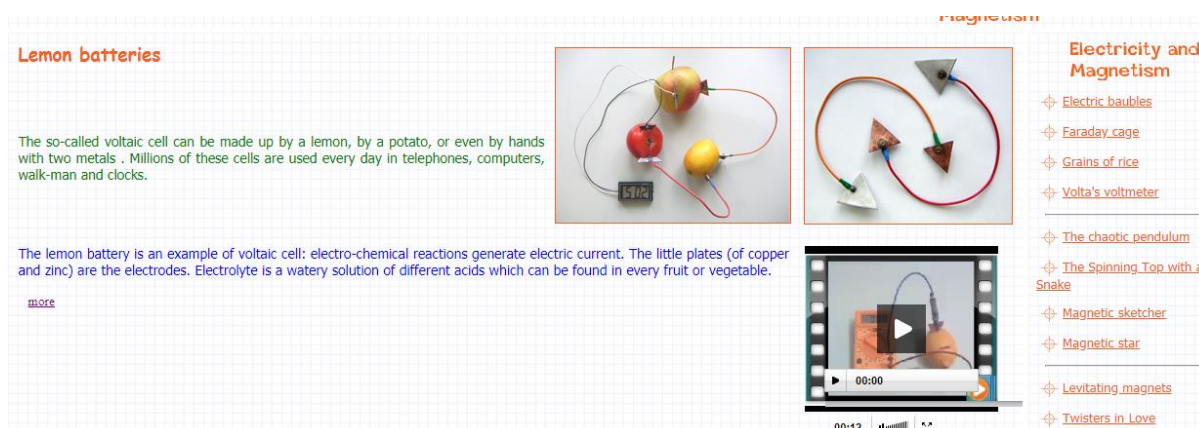 Magnetism
Lemon batteries
The so-called voltaic cell can be made up by a lemon, by a potato, or even by hands
with two metals . Millions of these cells are used every day in telephones, computers,
walk-man and clocks.
The lemon battery is an example of voltaic cell: electro-chemical reactions generate electric current. The little plates (of copper
and zinc) are the electrodes. Electrolyte is a watery solution of different acids which can be found in every fruit or vegetable.
more
00:00
00:13
Electricity and
Magnetism
Electric baubles
Faraday cage
Grains of rice
Volta's voltmeter
The chaotic pendulum
The Spinning Top with a
Snake
Magnetic sketcher
Magnetic star
Levitating magnets
Twisters in Love